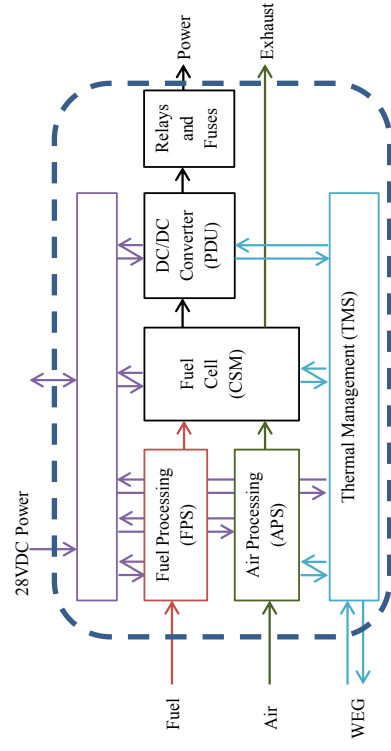 28VDC Power
Power
Exhaust
Relays
and
Fuses
DC/DC
Converter
(PDU)
Fuel
Cell
(CSM)
Fuel Processing
(FPS)
Air Processing
(APS)
Thermal Management (TMS)
Fuel
Air
WEG